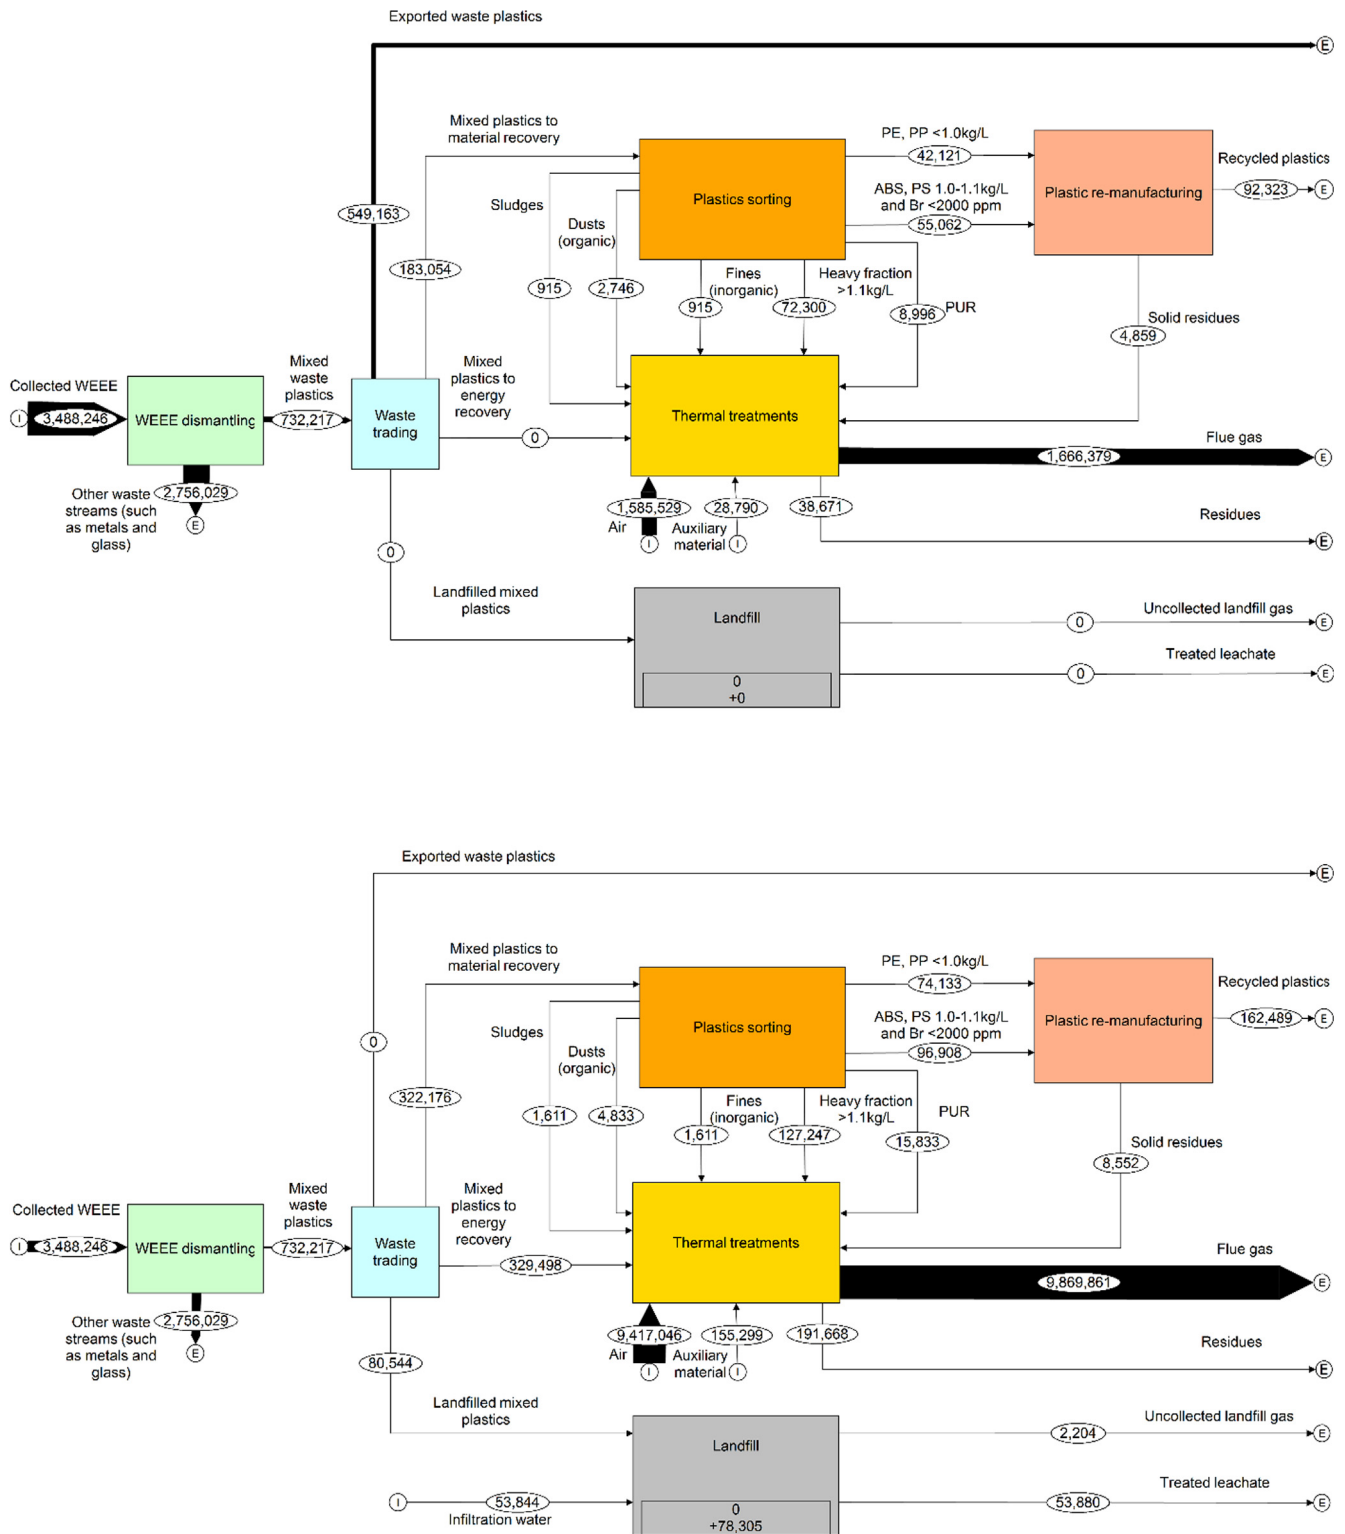 Exported waste plastics
E
Mixed plastics to
material recovery
PE, PP <1.0kg/L
42,121
Recycled plastics
Sludges
Plastics sorting
ABS, PS 1.0-1.1kg/L
and Br <2000 ppm
Plastic re-manufacturing
92,323
E
549,163
Dusts
(organic)
55,062
183,054
915
2,746
Fines
(inorganic)
Heavy fraction
>1.1kg/L
915
72,300
8,996
PUR
Solid residues
4,859
Collected WEEE
Mixed
waste
plastics
Mixed
plastics to
energy
recovery
I
3,488,246
WEEE dismantling
732,217
Waste
trading
Thermal treatments
0
Flue gas
1,666,379
E
Other waste
streams (such
as metals and
glass)
2,756,029
E
1,585,529
28,790
38,671
Air
I
Auxiliary
material
I
Residues
E
0
Landfilled mixed
plastics
Landfill
0
+0
Uncollected landfill gas
0
E
Treated leachate
0
E
Exported waste plastics
E
Mixed plastics to
material recovery
PE, PP <1.0kg/L
74,133
Recycled plastics
Sludges
Plastics sorting
ABS, PS 1.0-1.1kg/L
and Br <2000 ppm
Plastic re-manufacturing
162,489
E
0
Dusts
(organic)
96,908
322,176
1,611
4,833
Fines
(inorganic)
Heavy fraction
>1.1kg/L
1,611
127,247
15,833
PUR
Solid residues
8,552
Collected WEEE
Mixed
waste
plastics
Mixed
plastics to
energy
recovery
I
3,488,246
WEEE dismantling
732,217
Waste
trading
Thermal treatments
329,498
Flue gas
9,869,861
E
Other waste
streams (such
as metals and
glass)
2,756,029
E
9,417,046
155,299
191,668
Air
I
Auxiliary
material
I
Residues
E
80,544
Landfilled mixed
plastics
Landfill
0
+78,305
Uncollected landfill gas
2,204
E
I
53,844
Infiltration water
Treated leachate
53,880
E